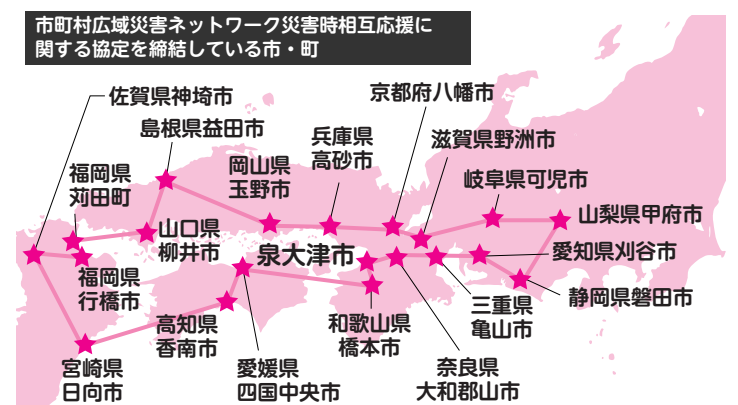 市町村広域災害ネットワーク災害時相互応援に
関する協定を締結している市・町
佐賀県神埼市
島根県益田市
福岡県
苅田町
岡山県
玉野市
兵庫県
高砂市
京都府八幡市
滋賀県野洲市
岐阜県可児市
山梨県甲府市
山口県
柳井市
泉大津市
愛知県刈谷市
福岡県
行橋市
静岡県磐田市
三重県
亀山市
高知県
香南市
和歌山県
橋本市
宮崎県
日向市
愛媛県
四国中央市
奈良県
大和郡山市